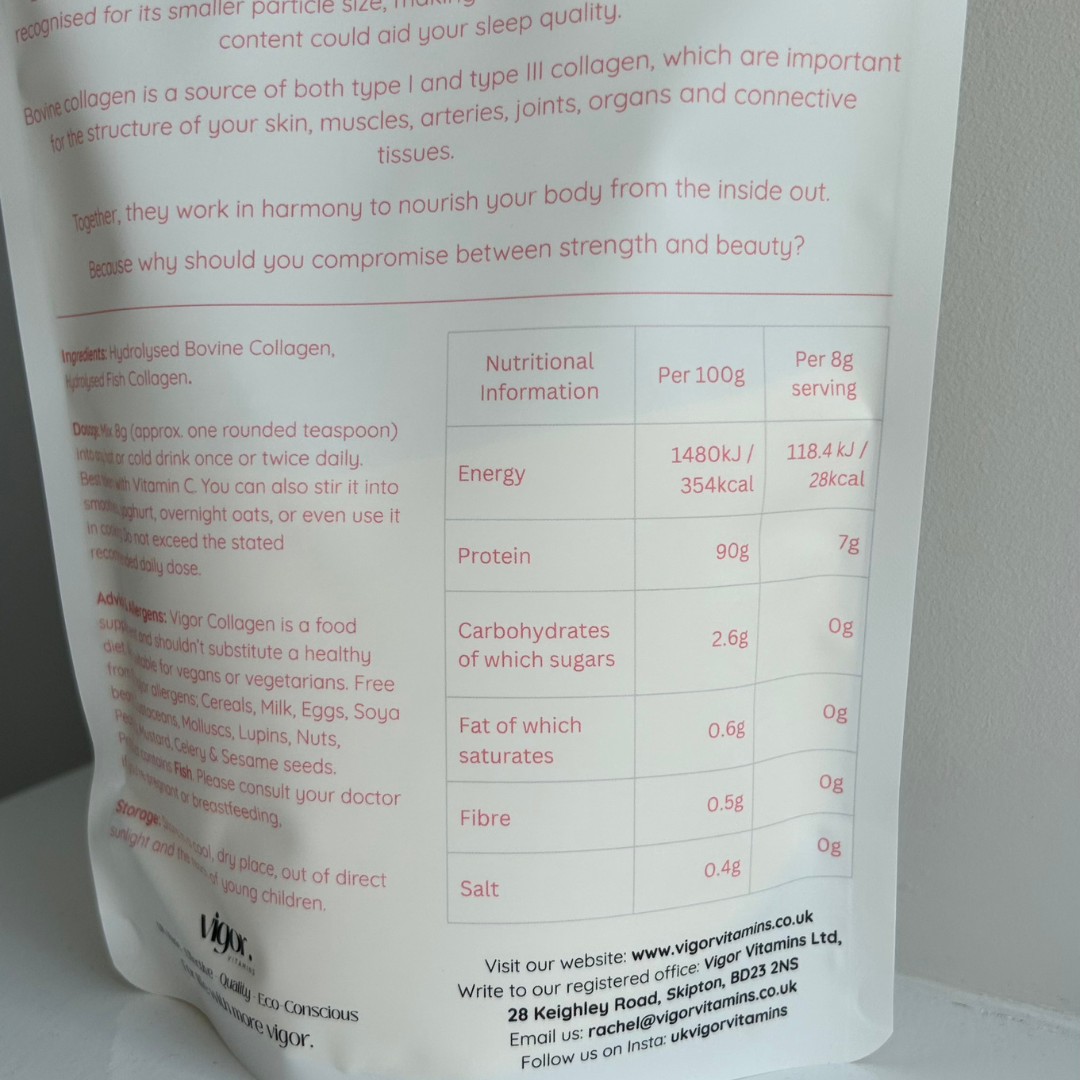 recognised for its smaller particle size,
content could aid your sleep quality.
Bovine collagen is a source of both type I and type III collagen, which are important
for the structure of your skin, muscles, arteries, joints, organs and connective
tissues.
Together, they work in harmony to nourish your body from the inside out.
Because why should you compromise between strength and beauty?
Ingredients: Hydrolysed Bovine Collagen,
Hydrolysed Fish Collagen.
Mix 8g (approx. one rounded teaspoon)
or cold drink once or twice daily.
Best with Vitamin C. You can also stir it into
overnight oats, or even use it
in not exceed the stated
daily dose.
Allergens: Vigor Collagen is a food
and shouldn't substitute a healthy
diet. for vegans or vegetarians. Free
from allergens; Cereals, Milk, Eggs, Soya
Molluscs, Lupins, Nuts,
Mustard, Celery & Sesame seeds.
contains Fish. Please consult your doctor
pregnant or breastfeeding.
Storage: cool, dry place, out of direct
sunlight and the of young children.
Nutritional Information
Per 100g
Per 8g serving
Energy
1480kJ / 354kcal
118.4 kJ / 28kcal
Protein
90g
7g
Carbohydrates of which sugars
2.6g
0g
Fat of which saturates
0.6g
0g
Fibre
0.5g
0g
Salt
0.4g
0g
vigor.
VITAMINS
Quality · Eco-Conscious
with more vigor.
Visit our website: www.vigorvitamins.co.uk
Write to our registered office: Vigor Vitamins Ltd,
28 Keighley Road, Skipton, BD23 2NS
Email us: rachel@vigorvitamins.co.uk
Follow us on Insta: ukvigorvitamins